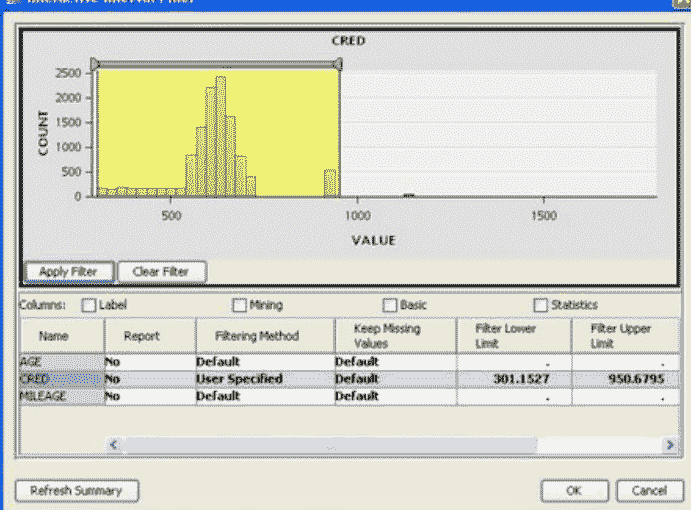 CRED
2500
2000
1500
1000
500
0
COUNT
500 1000 1500
VALUE
Apply Filter Clear Filter
Columns: Label Mining Basic Statistics
Name Report Filtering Method Keep Missing Values Filter Lower Limit Filter Upper Limit
AGE No Default Default . .
CRED No User Specified Default 301.1527 950.6795
MILEAGE No Default Default . .
Refresh Summary OK Cancel